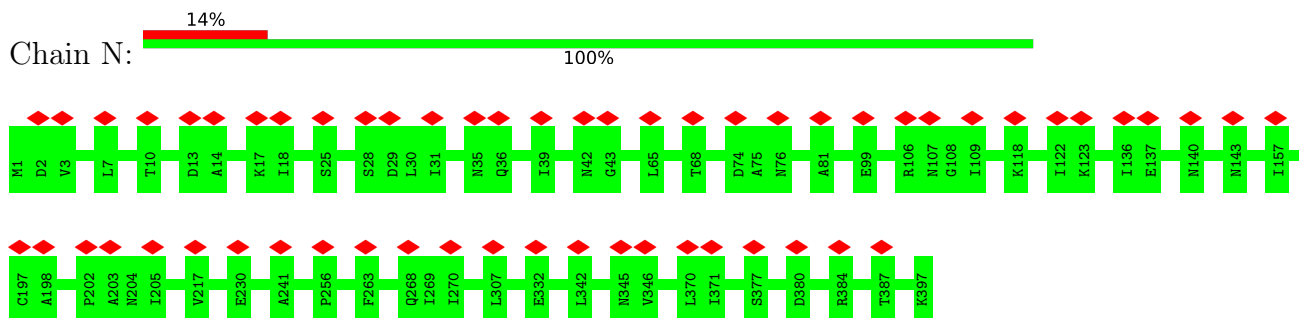 14%
Chain N:
100%
M1 D2 V3 L7 T10 D13 A14 K17 I18 S25 S28 D29 L30 I31 N35 Q36 I39 N42 G43 L65 T68 D74 A75 N76 A81 E99 R106 N107 G108 I109 K118 I122 K123 I136 E137 N140 N143 I157
C197 A198 P202 A203 N204 I205 V217 E230 A241 P256 F263 Q268 I269 I270 L307 E332 L342 N345 V346 L370 I371 S377 D380 R384 T387 K397